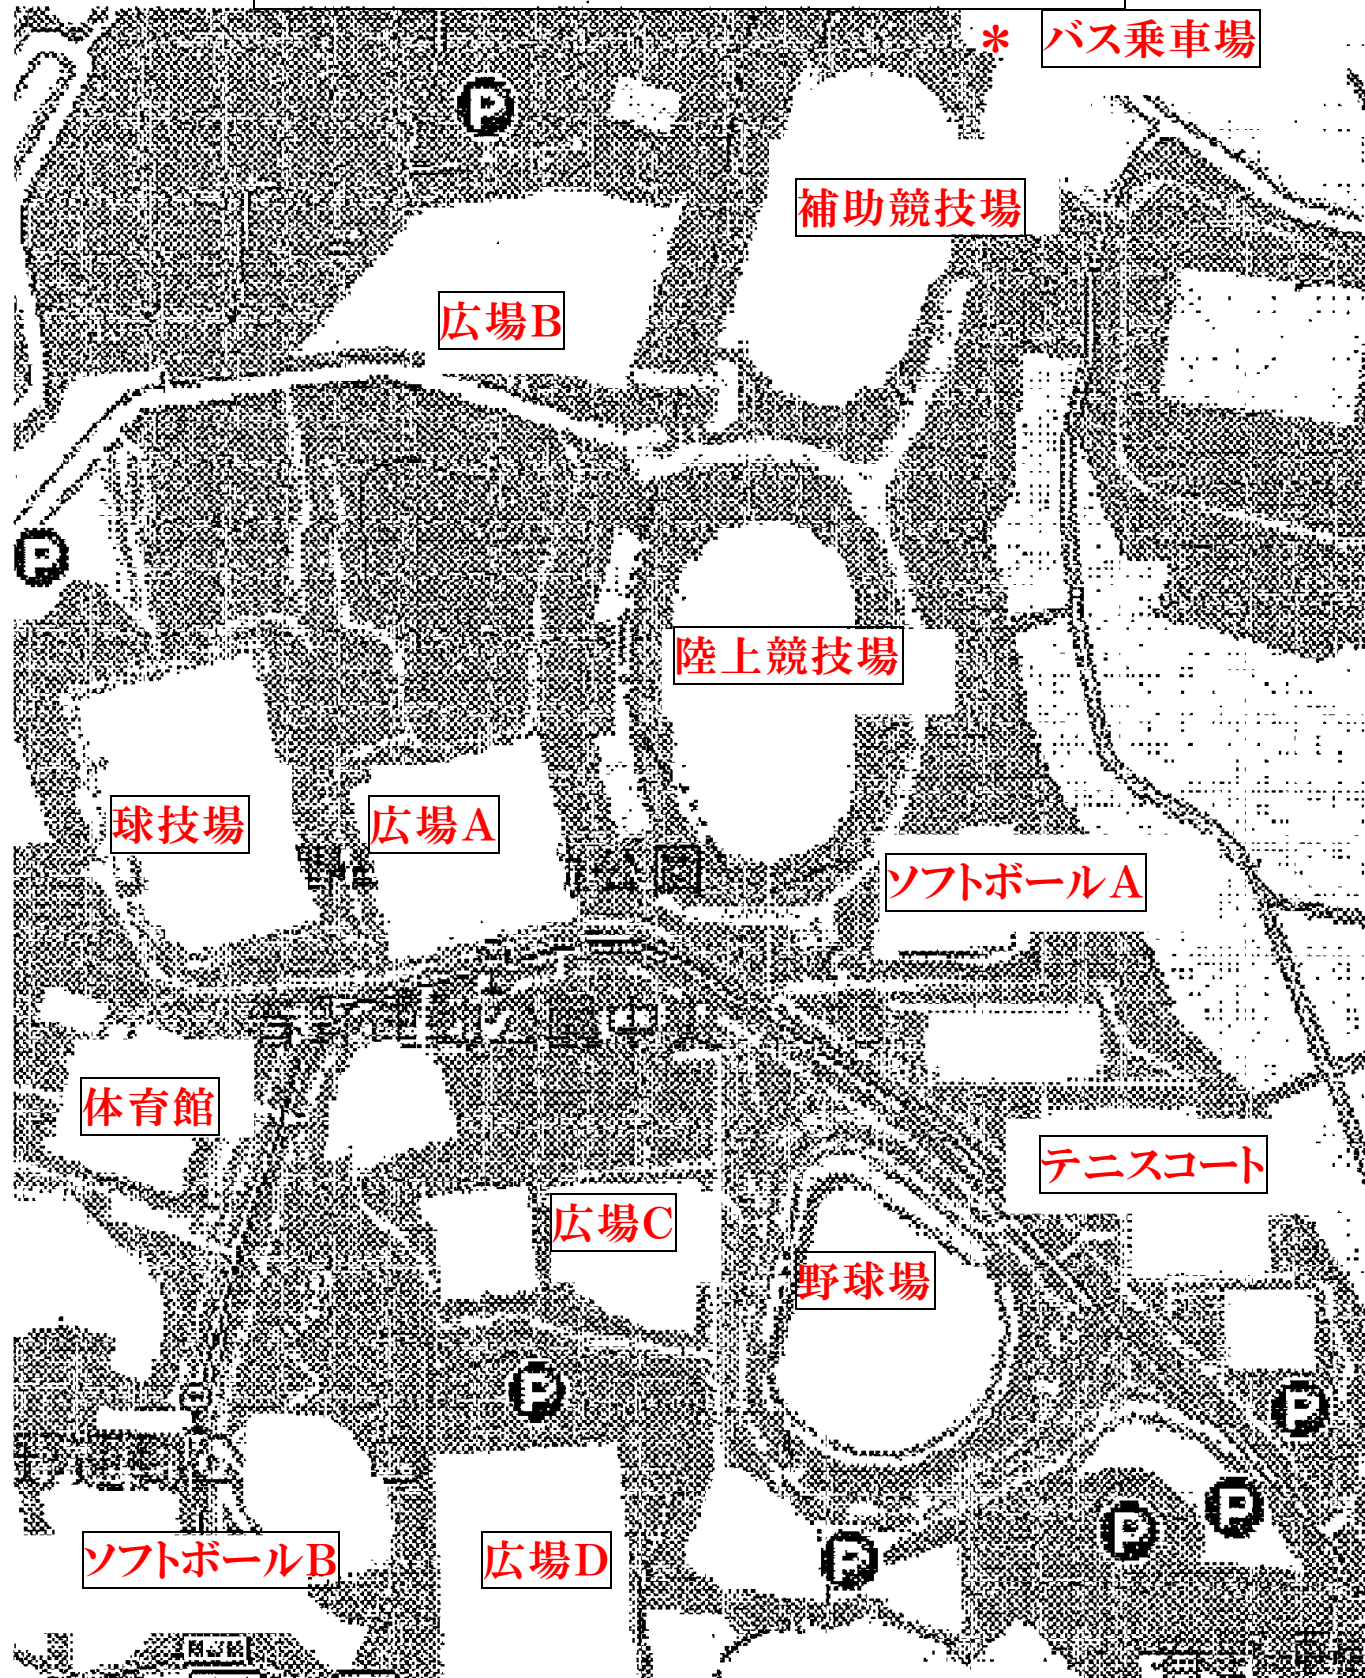 * バス乗車場
P
補助競技場
広場B
P
陸上競技場
球技場
広場A
ソフトボールA
体育館
テニスコート
広場C
野球場
P
P
P
P
ソフトボールB
広場D
P